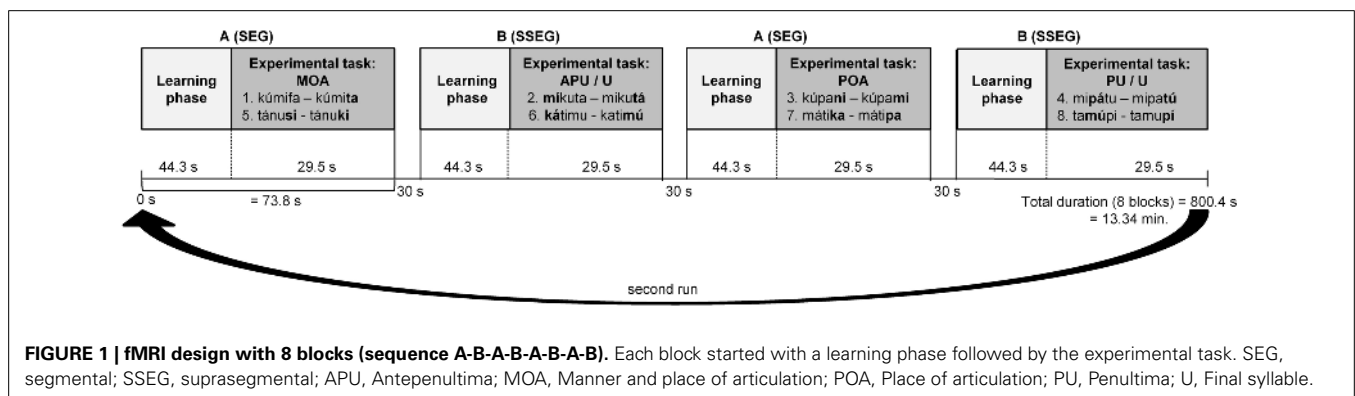 A (SEG)
B (SSEG)
A (SEG)
B (SSEG)
Learning
phase
Experimental task:
MOA
1. kúmifa – kúmita
5. tánusi - tánuki
Learning
phase
Experimental task:
APU / U
2. míkuta – mikutá
6. kátimu - katimú
Learning
phase
Experimental task:
POA
3. kúpani – kúpami
7. mátika - mátipa
Learning
phase
Experimental task:
PU / U
4. mipátu – mipatú
8. tamúpi - tamupí
44.3 s
29.5 s
44.3 s
29.5 s
44.3 s
29.5 s
44.3 s
29.5 s
0 s
= 73.8 s
30 s
30 s
30 s
Total duration (8 blocks) = 800.4 s
= 13.34 min.
second run
FIGURE 1 | fMRI design with 8 blocks (sequence A-B-A-B-A-B-A-B). Each block started with a learning phase followed by the experimental task. SEG,
segmental; SSEG, suprasegmental; APU, Antepenultima; MOA, Manner and place of articulation; POA, Place of articulation; PU, Penultima; U, Final syllable.